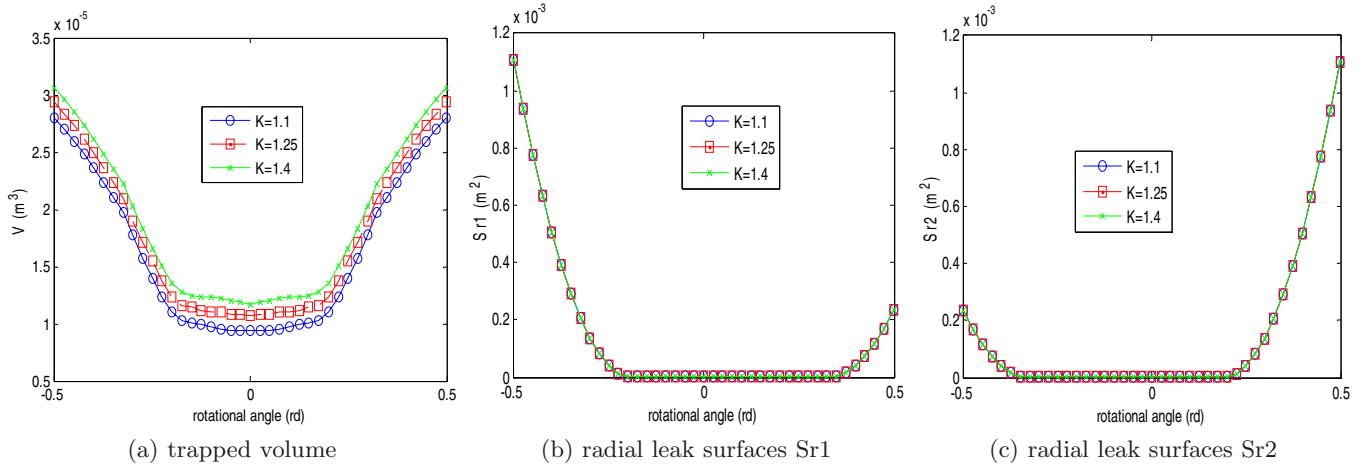 x 10^-5
3.5
3
2.5
2
1.5
1
0.5
V (m^3)
K=1.1
K=1.25
K=1.4
-0.5 0 0.5
rotational angle (rd)
(a) trapped volume
x 10^-3
1.2
1
0.8
0.6
0.4
0.2
0
S r1 (m^2)
K=1.1
K=1.25
K=1.4
-0.5 0 0.5
rotational angle (rd)
(b) radial leak surfaces Sr1
x 10^-3
1.2
1
0.8
0.6
0.4
0.2
0
S r2 (m^2)
K=1.1
K=1.25
K=1.4
-0.5 0 0.5
rotational angle (rd)
(c) radial leak surfaces Sr2